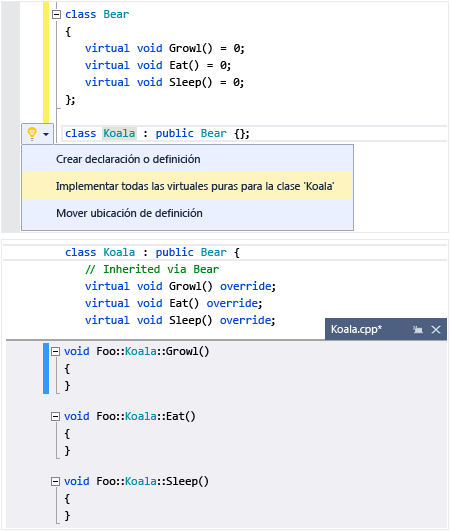 class Bear
{
virtual void Growl() = 0;
virtual void Eat() = 0;
virtual void Sleep() = 0;
};
class Koala : public Bear {};
Crear declaración o definición
Implementar todas las virtuales puras para la clase 'Koala'
Mover ubicación de definición
class Koala : public Bear {
// Inherited via Bear
virtual void Growl() override;
virtual void Eat() override;
virtual void Sleep() override;
Koala.cpp*
void Foo::Koala::Growl()
{
}
void Foo::Koala::Eat()
{
}
void Foo::Koala::Sleep()
{
}